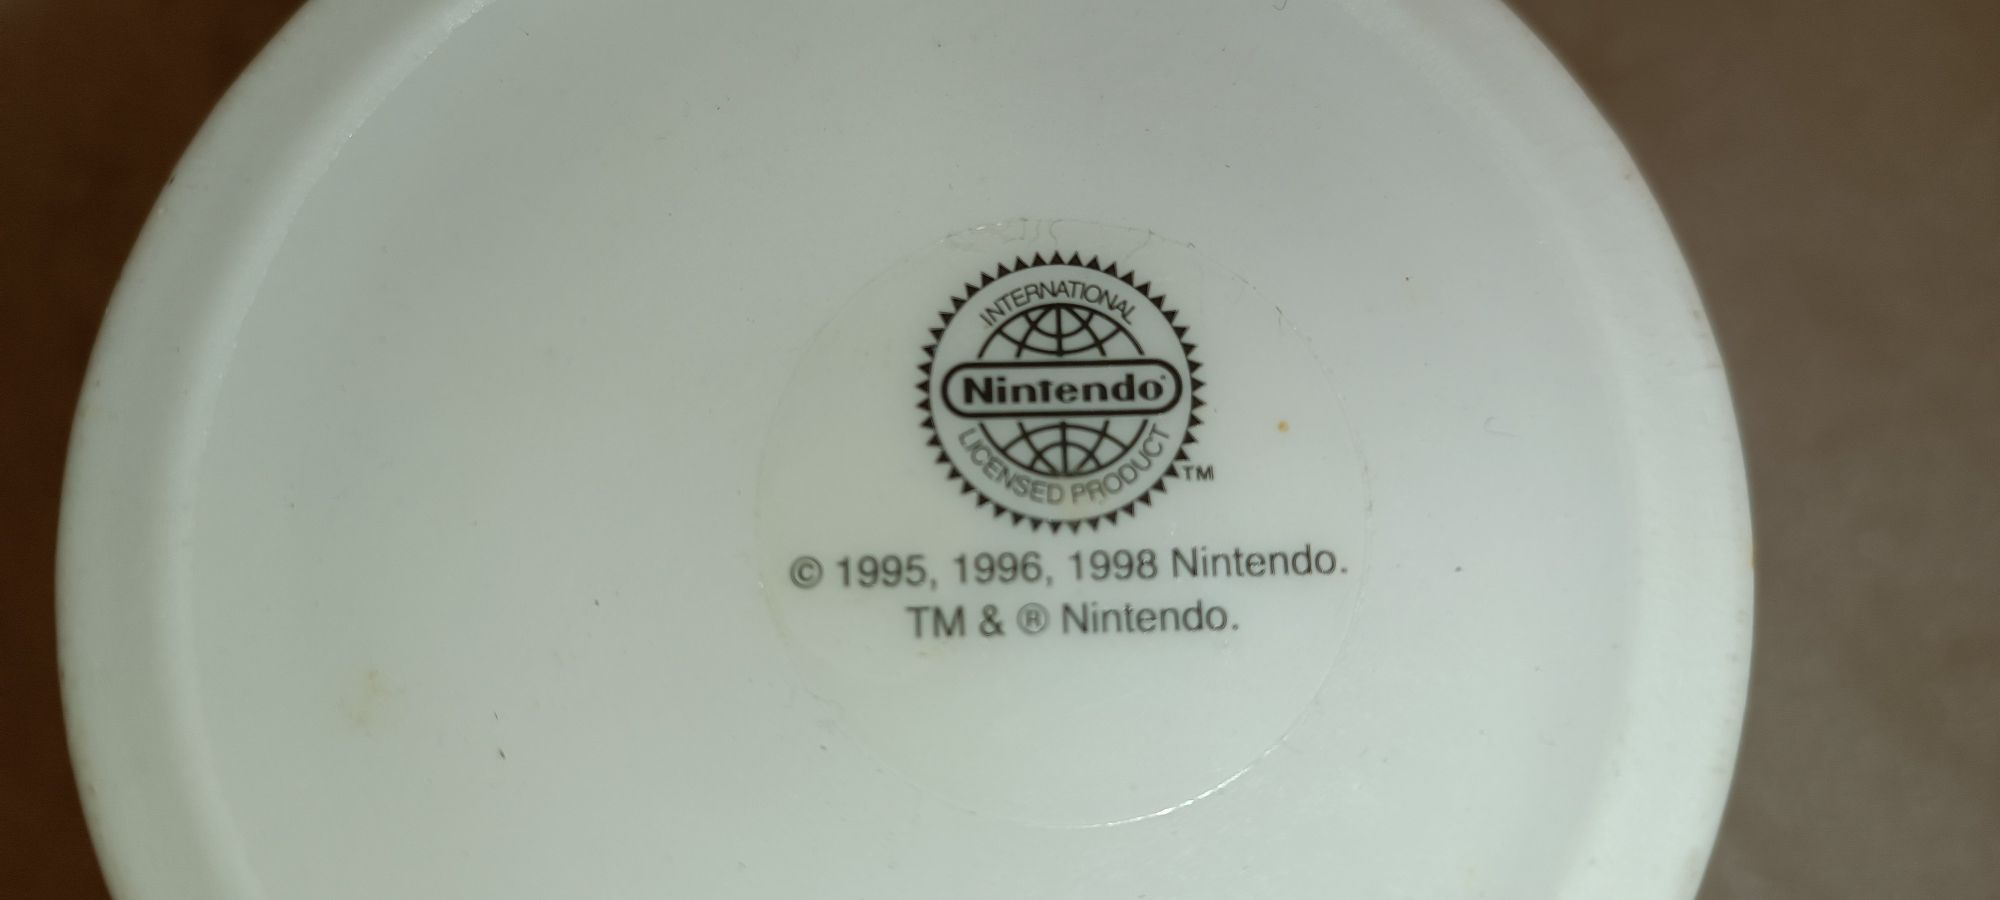 INTERNATIONAL
Nintendo®
LICENSED PRODUCT
TM
© 1995, 1996, 1998 Nintendo.
TM & ® Nintendo.